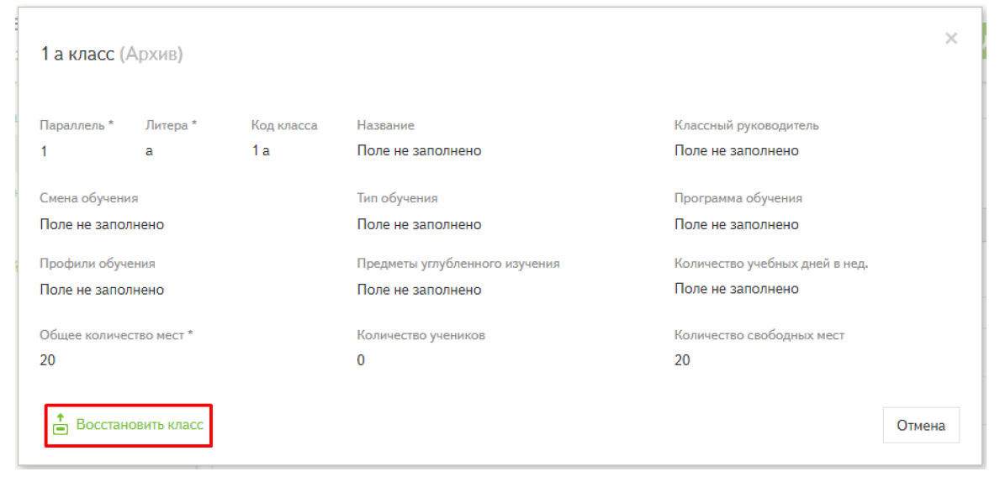 1 а класс (Архив)
×
Параллель * Литера * Код класса Название Классный руководитель
1 а 1 а Поле не заполнено Поле не заполнено
Смена обучения Тип обучения Программа обучения
Поле не заполнено Поле не заполнено Поле не заполнено
Профили обучения Предметы углубленного изучения Количество учебных дней в нед.
Поле не заполнено Поле не заполнено Поле не заполнено
Общее количество мест * Количество учеников Количество свободных мест
20 0 20
Восстановить класс Отмена